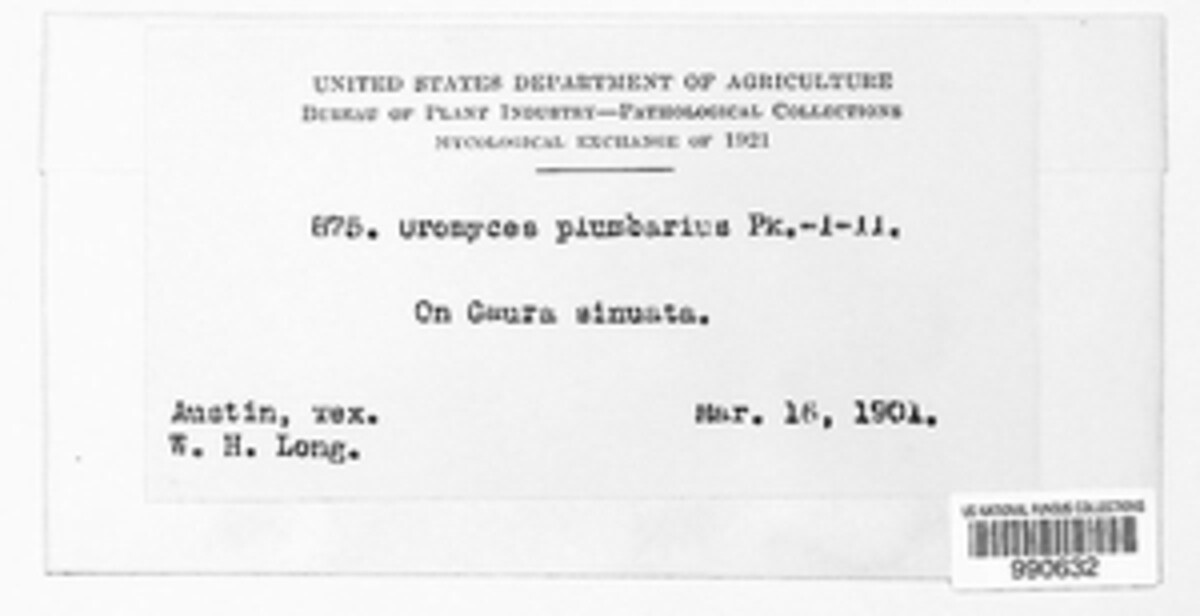 UNITED STATES DEPARTMENT OF AGRICULTURE
BUREAU OF PLANT INDUSTRY—PATHOLOGICAL COLLECTIONS
MYCOLOGICAL EXCHANGE OF 1921
875. Uromyces plumbarius Pk.-I-II.
On Gaura sinuata.
Austin, Tex.
Mar. 16, 1901.
W. H. Long.
US NATIONAL FUNGUS COLLECTIONS
990632